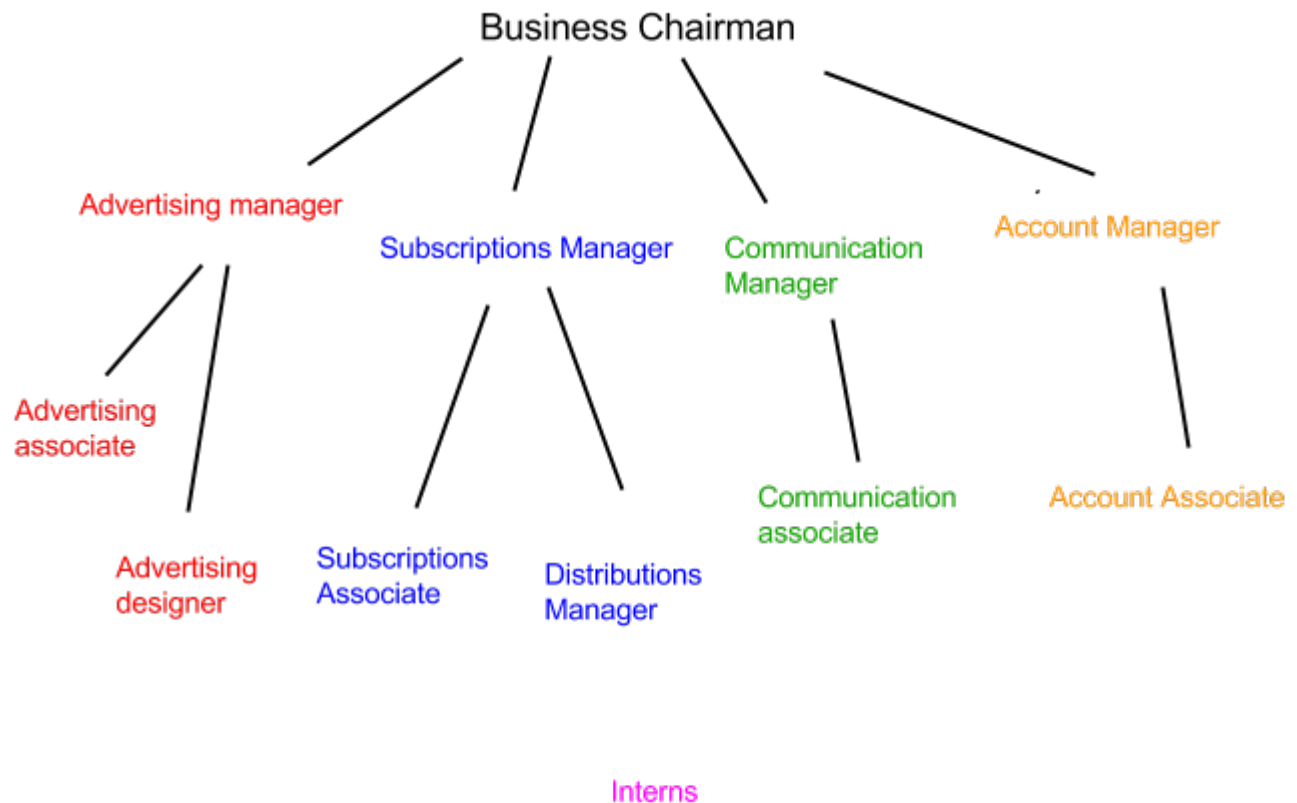 Business Chairman
Advertising manager
Subscriptions Manager
Communication
Manager
Account Manager
Advertising
associate
Advertising
designer
Subscriptions
Associate
Distributions
Manager
Communication
associate
Account Associate
Interns